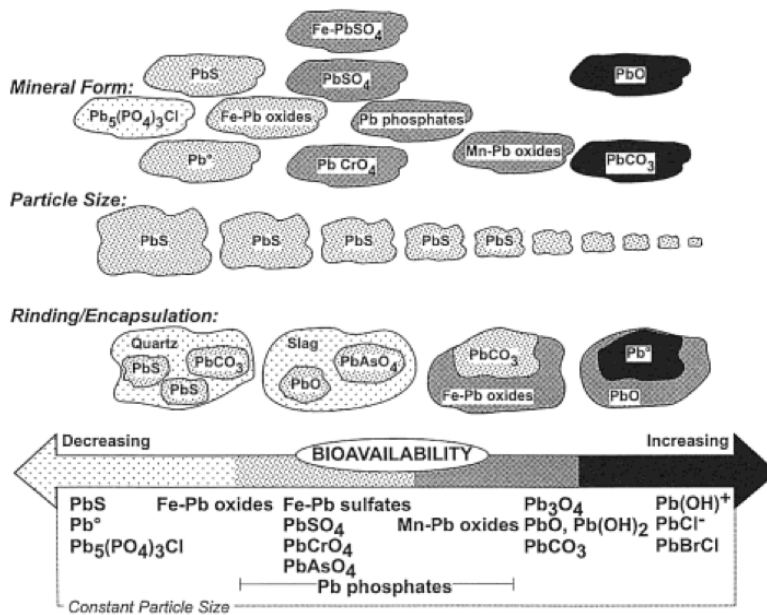 Fe-PbSO₄
PbS
PbSO₄
PbO
Mineral Form:
Pb₅(PO₄)₃Cl
Fe-Pb oxides
Pb phosphates
Pb°
Pb CrO₄
Mn-Pb oxides
PbCO₃
Particle Size:
PbS PbS PbS PbS PbS
Rinding/Encapsulation:
Quartz
PbS
PbCO₃
PbS
Slag
PbAsO₄
PbO
PbCO₃
Fe-Pb oxides
Pb°
PbO
Decreasing
BIOAVAILABILITY
Increasing
PbS Fe-Pb oxides Fe-Pb sulfates Pb₃O₄ Pb(OH)⁺
Pb° PbSO₄ Mn-Pb oxides PbO, Pb(OH)₂ PbCl⁻
Pb₅(PO₄)₃Cl PbCrO₄ PbCO₃ PbBrCl
PbAsO₄
Pb phosphates
Constant Particle Size